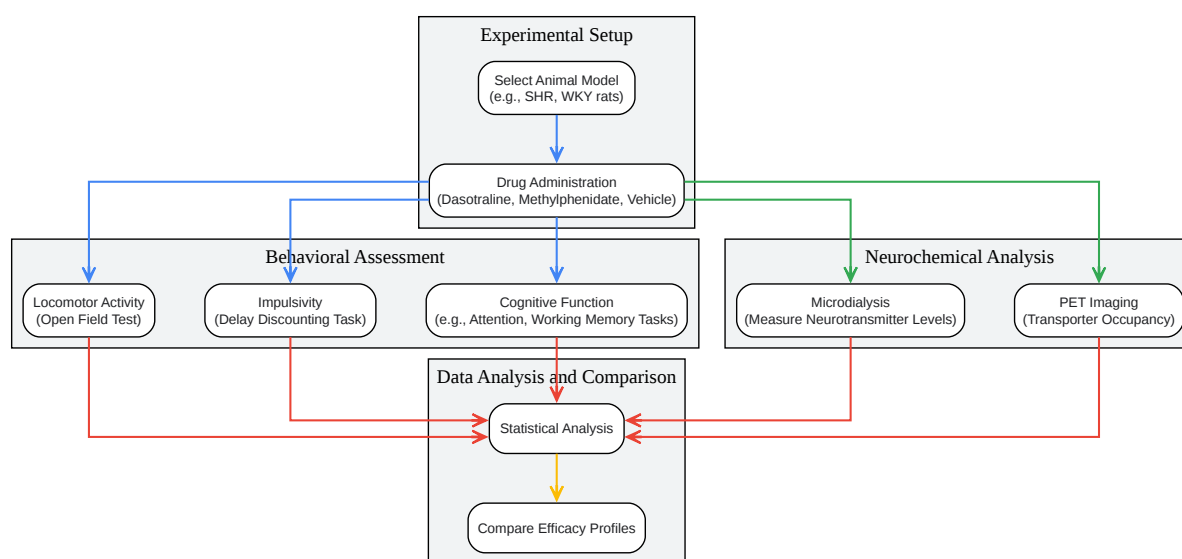 Experimental Setup
Select Animal Model
(e.g., SHR, WKY rats)
Drug Administration
(Dasotraline, Methylphenidate, Vehicle)
Behavioral Assessment
Neurochemical Analysis
Locomotor Activity
(Open Field Test)
Impulsivity
(Delay Discounting Task)
Cognitive Function
(e.g., Attention, Working Memory Tasks)
Microdialysis
(Measure Neurotransmitter Levels)
PET Imaging
(Transporter Occupancy)
Data Analysis and Comparison
Statistical Analysis
Compare Efficacy Profiles